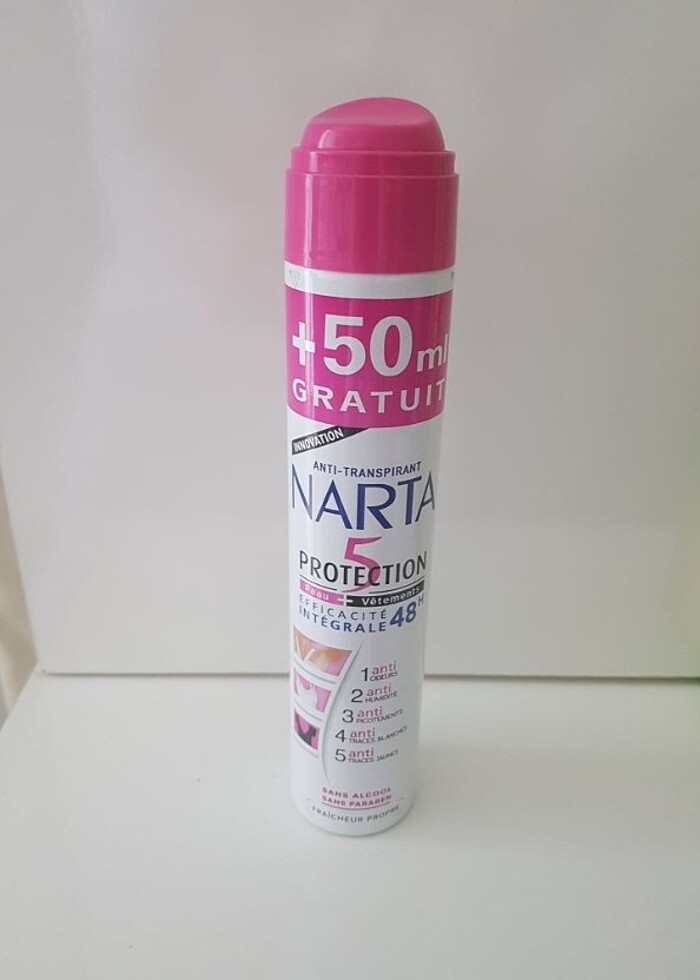 +50ml
GRATUIT
INNOVATION
ANTI-TRANSPIRANT
NARTA
5
PROTECTION
Peau + Vêtements
EFFICACITÉ
INTÉGRALE 48H
1 anti
ODEURS
2 anti
HUMIDITÉ
3 anti
PICOTEMENTS
4 anti
TRACES BLANCHES
5 anti
TRACES JAUNES
SANS ALCOOL
SANS PARABEN
FRAÎCHEUR PROPRE